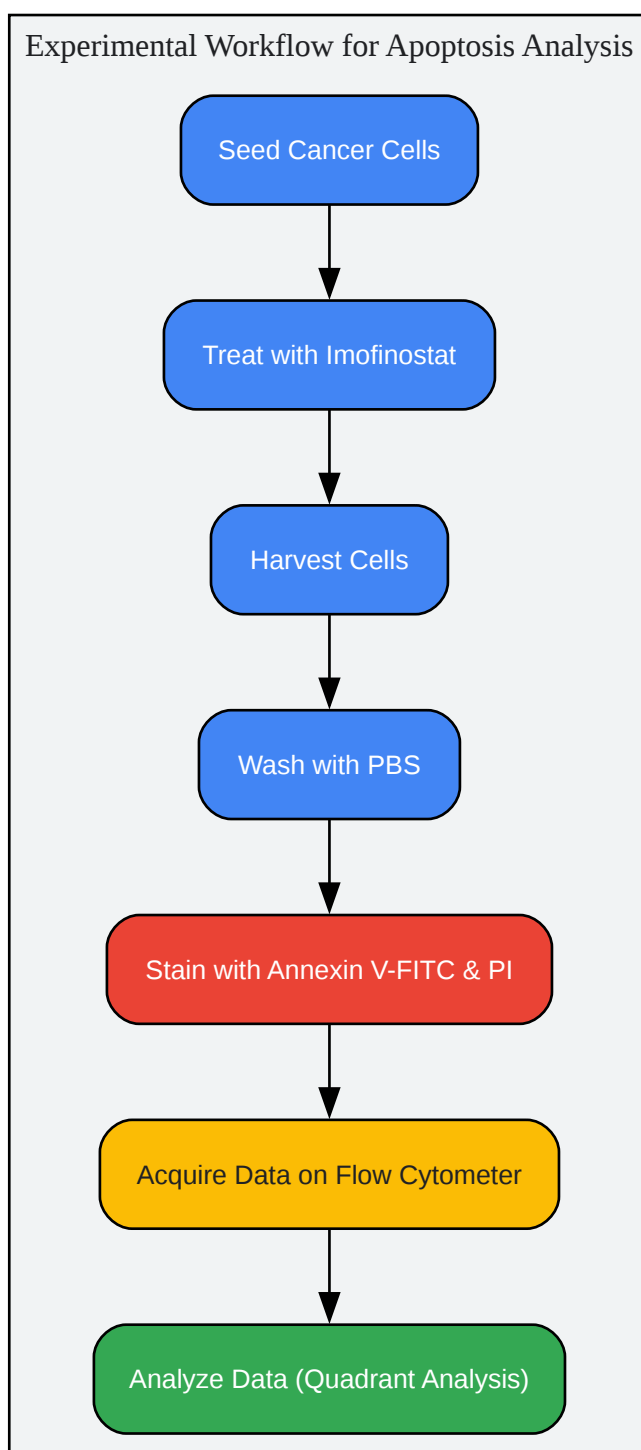 Experimental Workflow for Apoptosis Analysis
Seed Cancer Cells
Treat with Imofinostat
Harvest Cells
Wash with PBS
Stain with Annexin V-FITC & PI
Acquire Data on Flow Cytometer
Analyze Data (Quadrant Analysis)